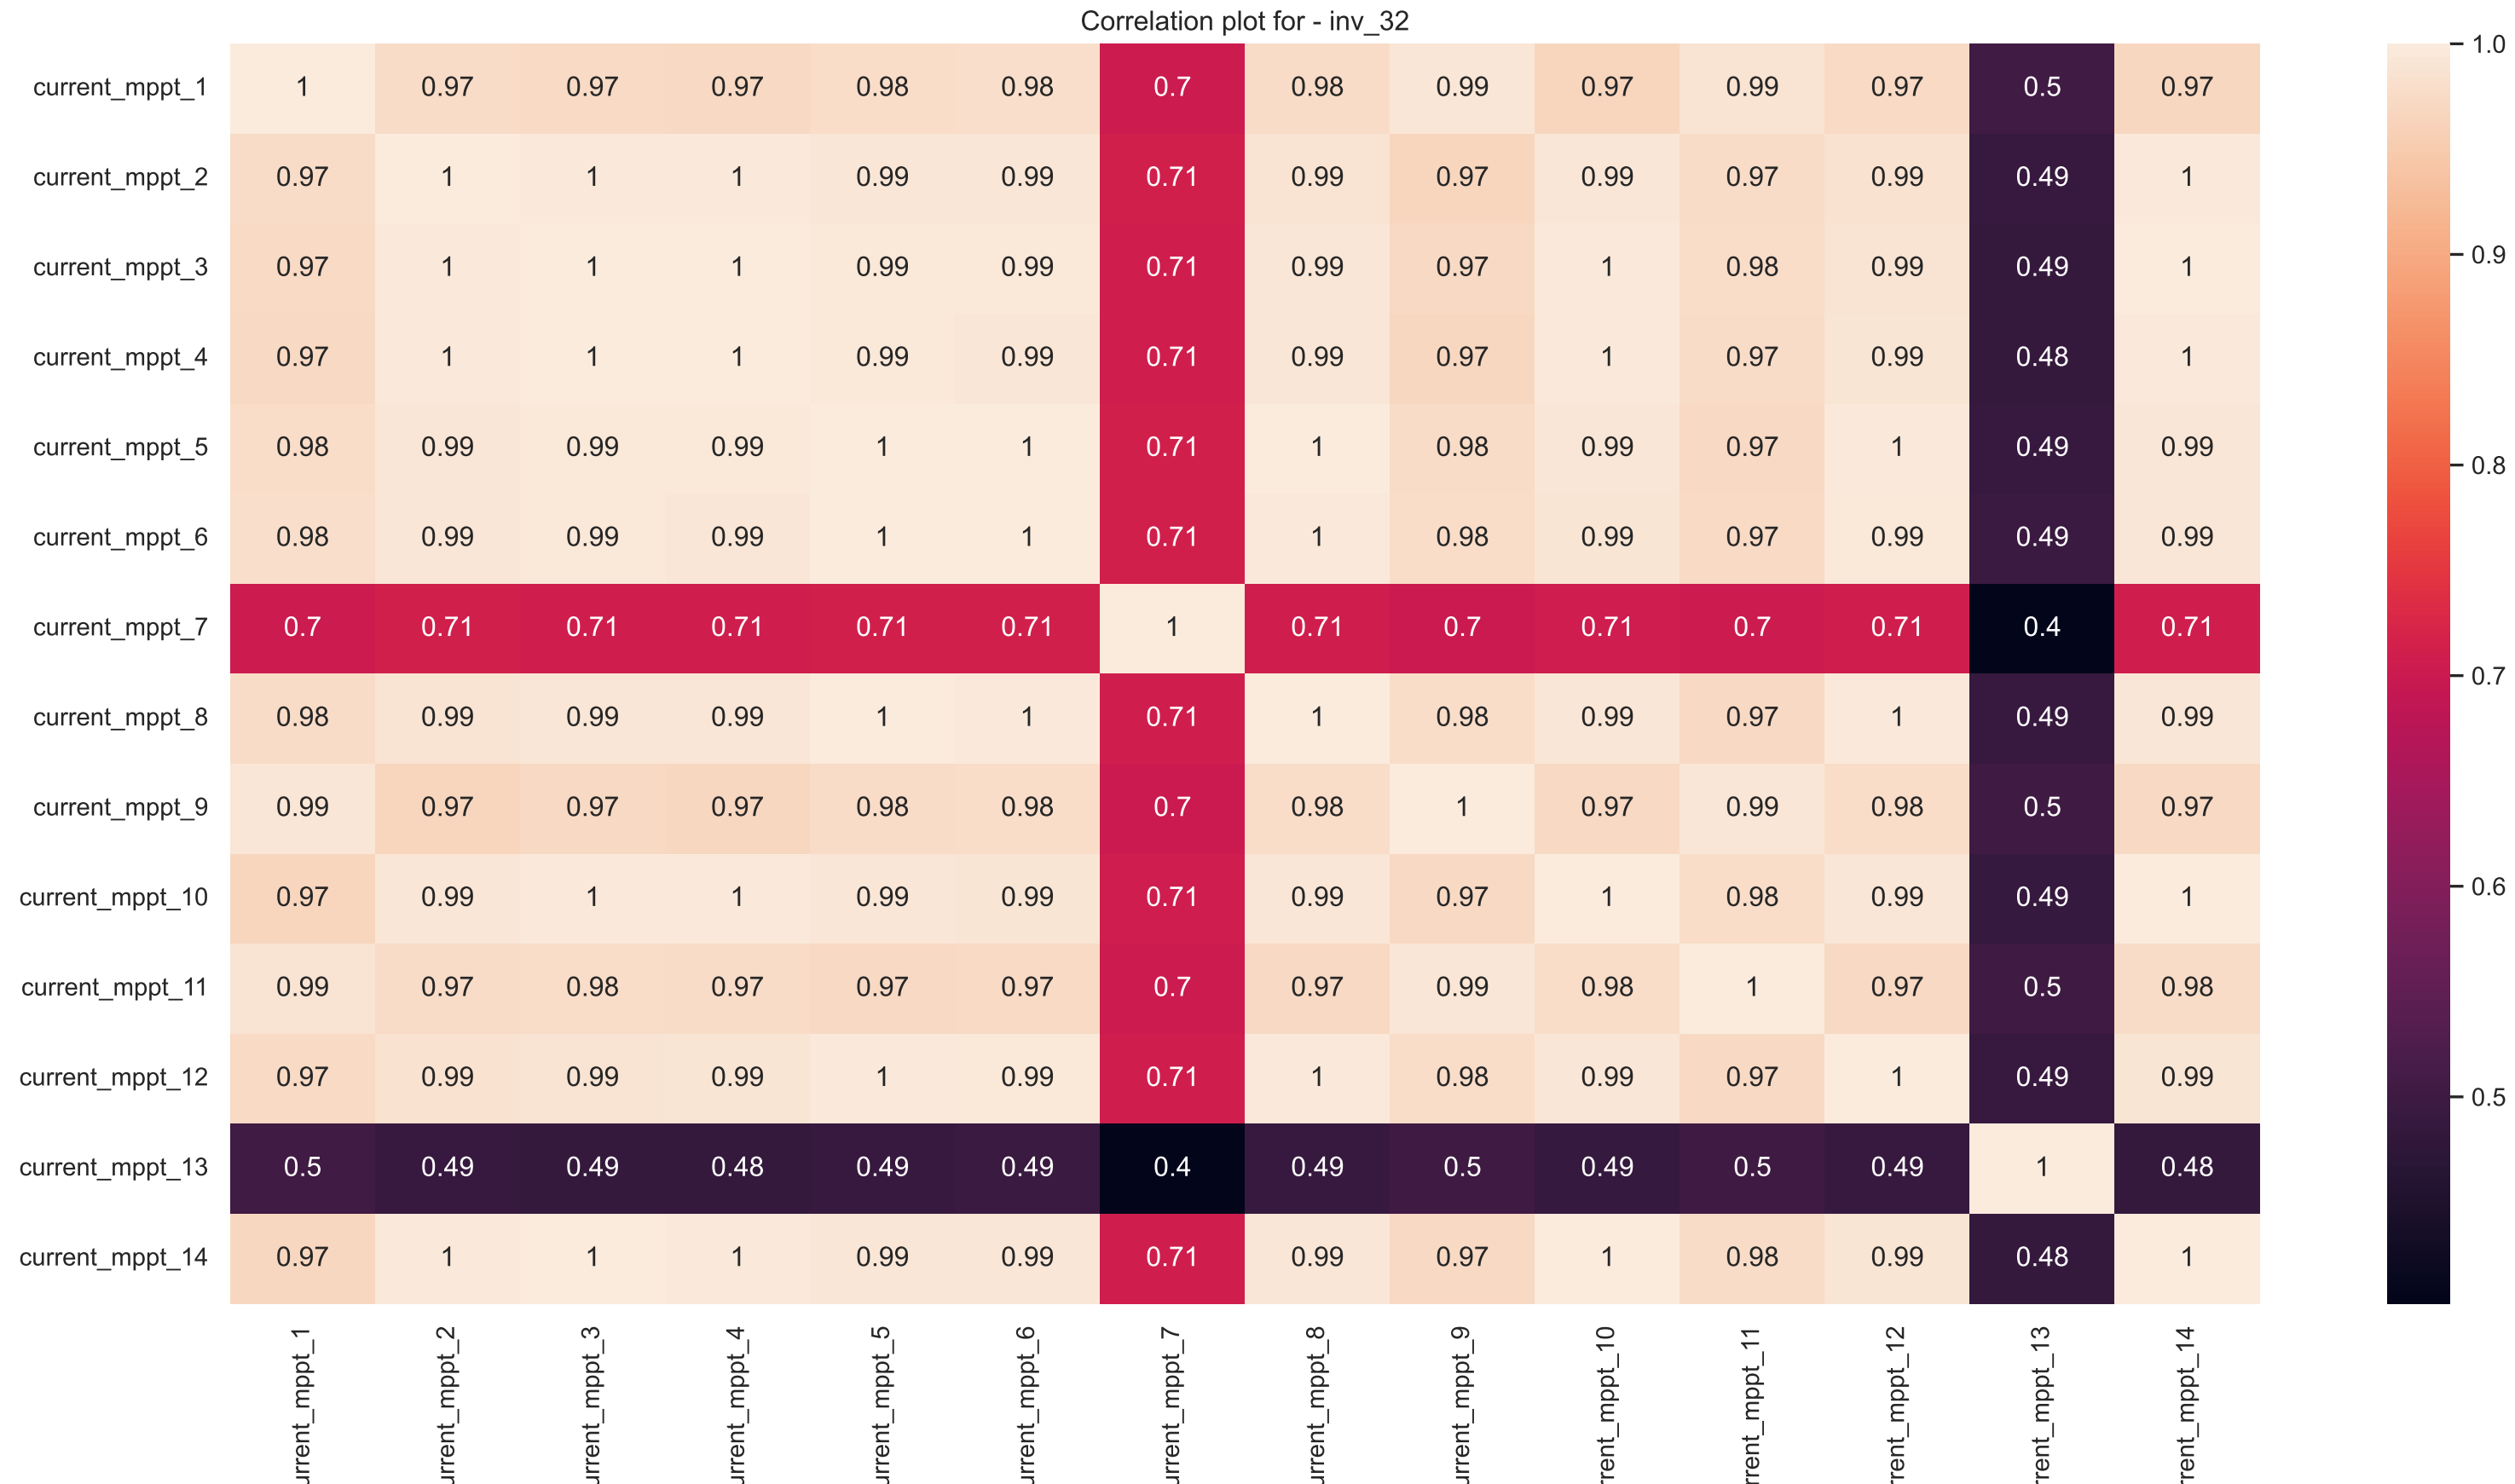 Correlation plot for - inv_32
current_mppt_1 1 0.97 0.97 0.97 0.98 0.98 0.7 0.98 0.99 0.97 0.99 0.97 0.5 0.97
current_mppt_2 0.97 1 1 1 0.99 0.99 0.71 0.99 0.97 0.99 0.97 0.99 0.49 1
current_mppt_3 0.97 1 1 1 0.99 0.99 0.71 0.99 0.97 1 0.98 0.99 0.49 1
current_mppt_4 0.97 1 1 1 0.99 0.99 0.71 0.99 0.97 1 0.97 0.99 0.48 1
current_mppt_5 0.98 0.99 0.99 0.99 1 1 0.71 1 0.98 0.99 0.97 1 0.49 0.99
current_mppt_6 0.98 0.99 0.99 0.99 1 1 0.71 1 0.98 0.99 0.97 0.99 0.49 0.99
current_mppt_7 0.7 0.71 0.71 0.71 0.71 0.71 1 0.71 0.7 0.71 0.7 0.71 0.4 0.71
current_mppt_8 0.98 0.99 0.99 0.99 1 1 0.71 1 0.98 0.99 0.97 1 0.49 0.99
current_mppt_9 0.99 0.97 0.97 0.97 0.98 0.98 0.7 0.98 1 0.97 0.99 0.98 0.5 0.97
current_mppt_10 0.97 0.99 1 1 0.99 0.99 0.71 0.99 0.97 1 0.98 0.99 0.49 1
current_mppt_11 0.99 0.97 0.98 0.97 0.97 0.97 0.7 0.97 0.99 0.98 1 0.97 0.5 0.98
current_mppt_12 0.97 0.99 0.99 0.99 1 0.99 0.71 1 0.98 0.99 0.97 1 0.49 0.99
current_mppt_13 0.5 0.49 0.49 0.48 0.49 0.49 0.4 0.49 0.5 0.49 0.5 0.49 1 0.48
current_mppt_14 0.97 1 1 1 0.99 0.99 0.71 0.99 0.97 1 0.98 0.99 0.48 1
urrent_mppt_1
urrent_mppt_2
urrent_mppt_3
urrent_mppt_4
urrent_mppt_5
urrent_mppt_6
urrent_mppt_7
urrent_mppt_8
urrent_mppt_9
rrent_mppt_10
rrent_mppt_11
rrent_mppt_12
rrent_mppt_13
rrent_mppt_14
1.0
0.9
0.8
0.7
0.6
0.5